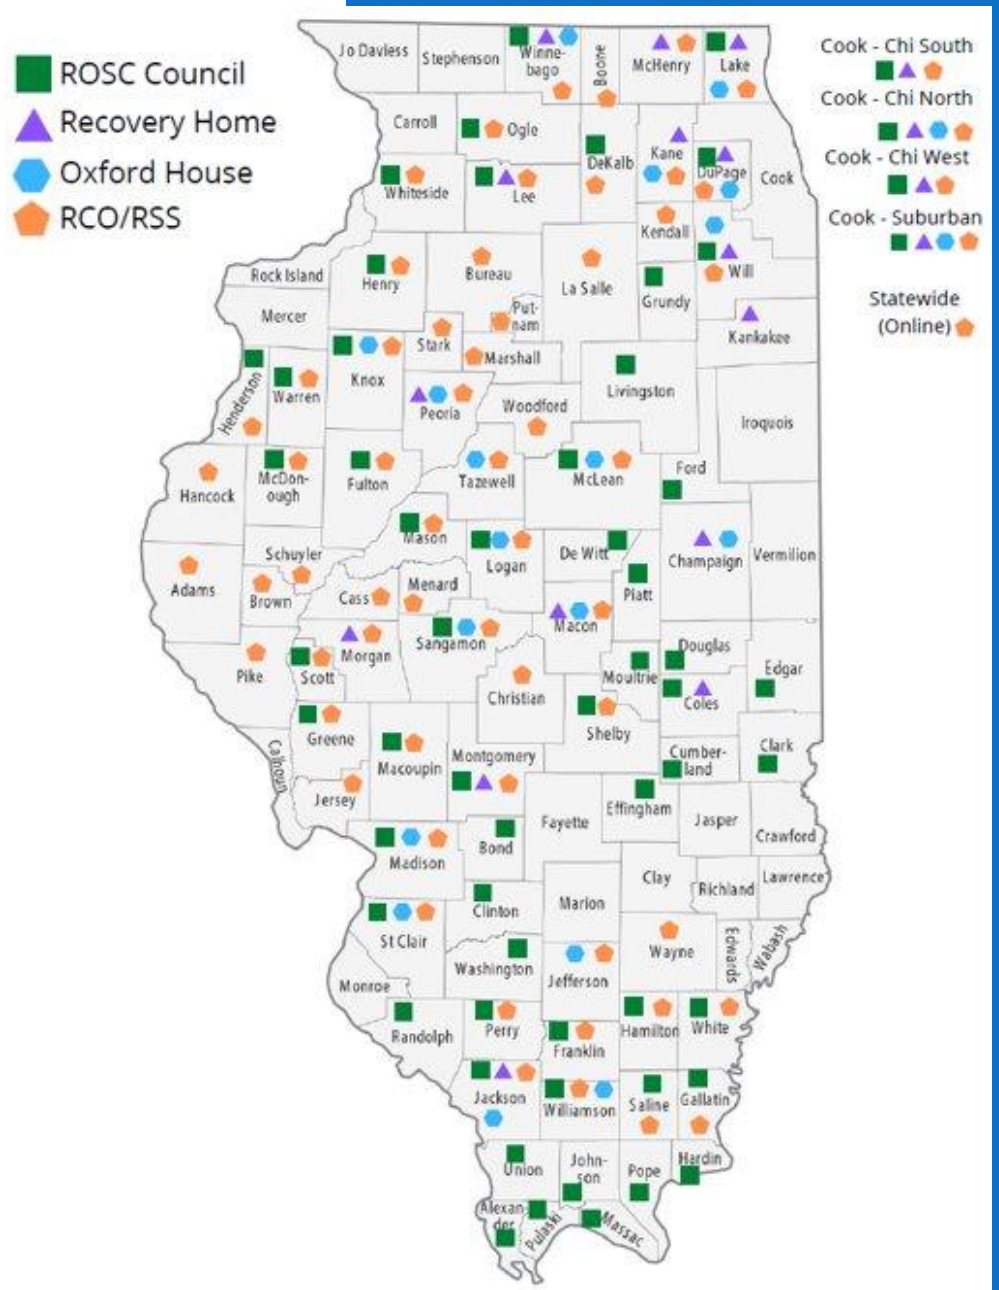 ROSC Council
Recovery Home
Oxford House
RCO/RSS
Cook - Chi South
Cook - Chi North
Cook - Chi West
Cook - Suburban
Statewide
(Online)
Jo Daviess
Stephenson
Winne-
bago
Boone
McHenry
Lake
Carroll
Ogle
DeKalb
Kane
DuPage
Cook
Whiteside
Lee
Kendall
Rock Island
Henry
Bureau
La Salle
Grundy
Will
Mercer
Put-
nam
Kankakee
Stark
Marshall
Henderson
Warren
Knox
Peoria
Woodford
Livingston
Iroquois
Hancock
McDon-
ough
Fulton
Tazewell
McLean
Ford
Mason
Schuyler
Logan
De Witt
Champaign
Vermilion
Adams
Brown
Cass
Menard
Piatt
Macon
Pike
Scott
Morgan
Sangamon
Christian
Moultrie
Douglas
Edgar
Coles
Shelby
Greene
Calhoun
Macoupin
Montgomery
Cumber-
land
Clark
Jersey
Effingham
Jasper
Crawford
Fayette
Madison
Bond
Clay
Richland
Lawrence
Clinton
Marion
St Clair
Wayne
Edwards
Wabash
Washington
Jefferson
Monroe
Randolph
Perry
Hamilton
White
Franklin
Jackson
Williamson
Saline
Gallatin
Union
John-
son
Pope
Hardin
Alexan-
der
Pulaski
Massac